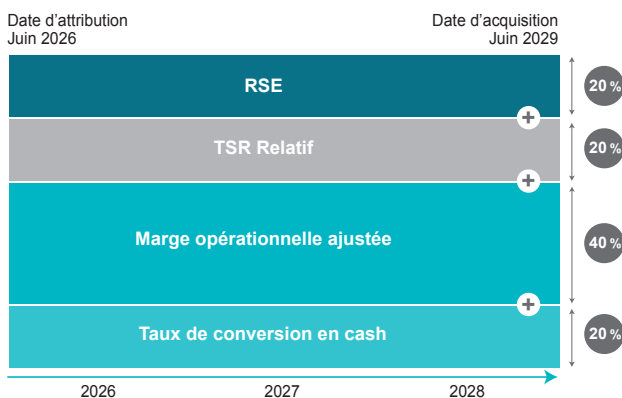 Date d’attribution
Juin 2026
Date d’acquisition
Juin 2029
RSE
20 %
+
TSR Relatif
20 %
+
Marge opérationnelle ajustée
40 %
+
Taux de conversion en cash
20 %
2026
2027
2028